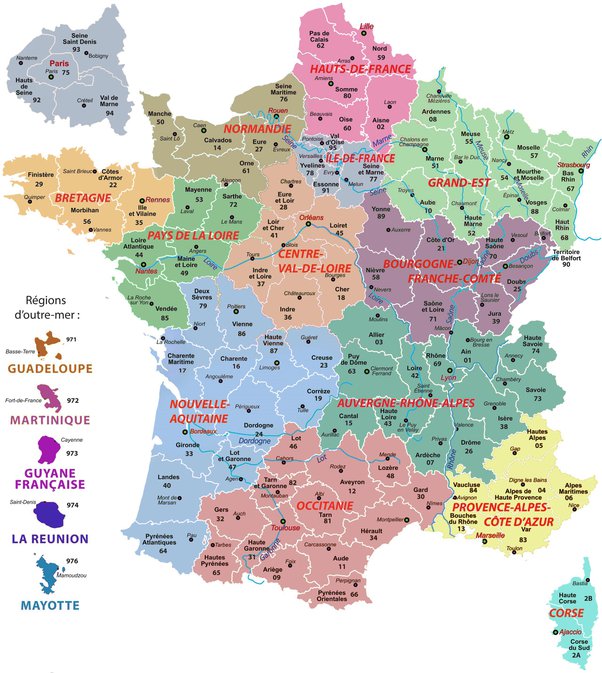 Seine
Saint Denis
93
Bobigny
Nanterre
Paris
Paris
75
Hauts de
Seine
92
Créteil
Val de
Marne
94
Pas de
Calais
62
Lille
Nord
59
Arras
HAUTS-DE-FRANCE
Amiens
Somme
80
Seine
Maritime
76
Rouen
Beauvais
Oise
60
Laon
Aisne
02
Charleville
Mézières
Ardennes
08
Manche
50
Saint Lô
Caen
Calvados
14
NORMANDIE
Eure
27
Evreux
Orne
61
Alençon
Seine
Pontoise
Val
d'Oise
95
ILE-DE-FRANCE
Versailles
Yvelines
78
Evry
Essonne
91
Seine
et Marne
77
Melun
Marne
Seine
Chalons en
Champagne
Marne
51
Meuse
55
Bar le Duc
Metz
Moselle
57
Meurthe et
Moselle
54
Nancy
Strasbourg
Bas
Rhin
67
Rhin
GRAND-EST
Troyes
Aube
10
Chaumont
Haute
Marne
52
Epinal
Vosges
88
Colmar
Haut
Rhin
68
Meuse
Moselle
Finistère
29
Quimper
Saint Brieuc
Côtes
d'Armor
22
BRETAGNE
Morbihan
56
Vannes
Rennes
Ille et
Vilaine
35
Mayenne
53
Laval
Sarthe
72
Le Mans
PAYS DE LA LOIRE
Loire
Atlantique
44
Nantes
Angers
Maine et
Loire
49
Loire
La Roche sur
Yon
Vendée
85
Chartres
Eure et
Loir
28
Orléans
Loiret
45
Loir et
Cher
41
Blois
CENTRE-
VAL-DE-LOIRE
Tours
Indre et
Loire
37
Bourges
Cher
18
Châteauroux
Indre
36
Yonne
89
Auxerre
Côte
d'Or
21
Dijon
BOURGOGNE
FRANCHE-COMTÉ
Nièvre
58
Nevers
Loire
Saône et
Loire
71
Mâcon
Saône
Haute
Saône
70
Vesoul
Belfort
Territoire
de Belfort
90
Besançon
Doubs
Doubs
25
Lons le
Saunier
Jura
39
Deux
Sèvres
79
Niort
Poitiers
Vienne
86
La Rochelle
Charente
Maritime
17
Charente
16
Angoulême
Haute
Vienne
87
Limoges
Guéret
Creuse
23
Corrèze
19
Tulle
NOUVELLE-
AQUITAINE
Périgueux
Dordogne
24
Dordogne
Bordeaux
Gironde
33
Lot
et Garonne
47
Agen
Landes
40
Mont de
Marsan
Pyrénées
Atlantiques
64
Pau
Moulins
Allier
03
Puy
de Dôme
63
Clermont
Ferrand
Loire
42
Saint
Etienne
Rhône
69
Lyon
Bourg en
Bresse
Ain
01
Haute
Savoie
74
Annecy
Chambéry
Savoie
73
AUVERGNE-RHÔNE-ALPES
Cantal
15
Aurillac
Haute
Loire
43
Le Puy en
Velay
Privas
Ardèche
07
Grenoble
Isère
38
Valence
Drôme
26
Rhône
Lot
46
Cahors
Lot
Rodez
Aveyron
12
Mende
Lozère
48
Tarn et
Garonne
82
Montauban
Albi
Tarn
81
OCCITANIE
Gard
30
Nîmes
Gers
32
Auch
Toulouse
Haute
Garonne
31
Garonne
Montpellier
Hérault
34
Tarbes
Hautes
Pyrénées
65
Foix
Ariège
09
Carcassonne
Aude
11
Perpignan
Pyrénées
Orientales
66
Hautes
Alpes
05
Gap
Vaucluse
84
Avignon
Digne les Bains
Alpes de
Haute Provence
04
Alpes
Maritimes
06
Nice
PROVENCE-ALPES-
CÔTE D'AZUR
Bouches
du Rhône
13
Marseille
Var
83
Toulon
Bastia
Haute
Corse
2B
CORSE
Ajaccio
Corse
du Sud
2A
Régions
d'outre-mer :
971
Basse-Terre
GUADELOUPE
Fort-de-France
972
MARTINIQUE
Cayenne
973
GUYANE
FRANÇAISE
Saint-Denis
974
LA REUNION
976
Mamoudzou
MAYOTTE